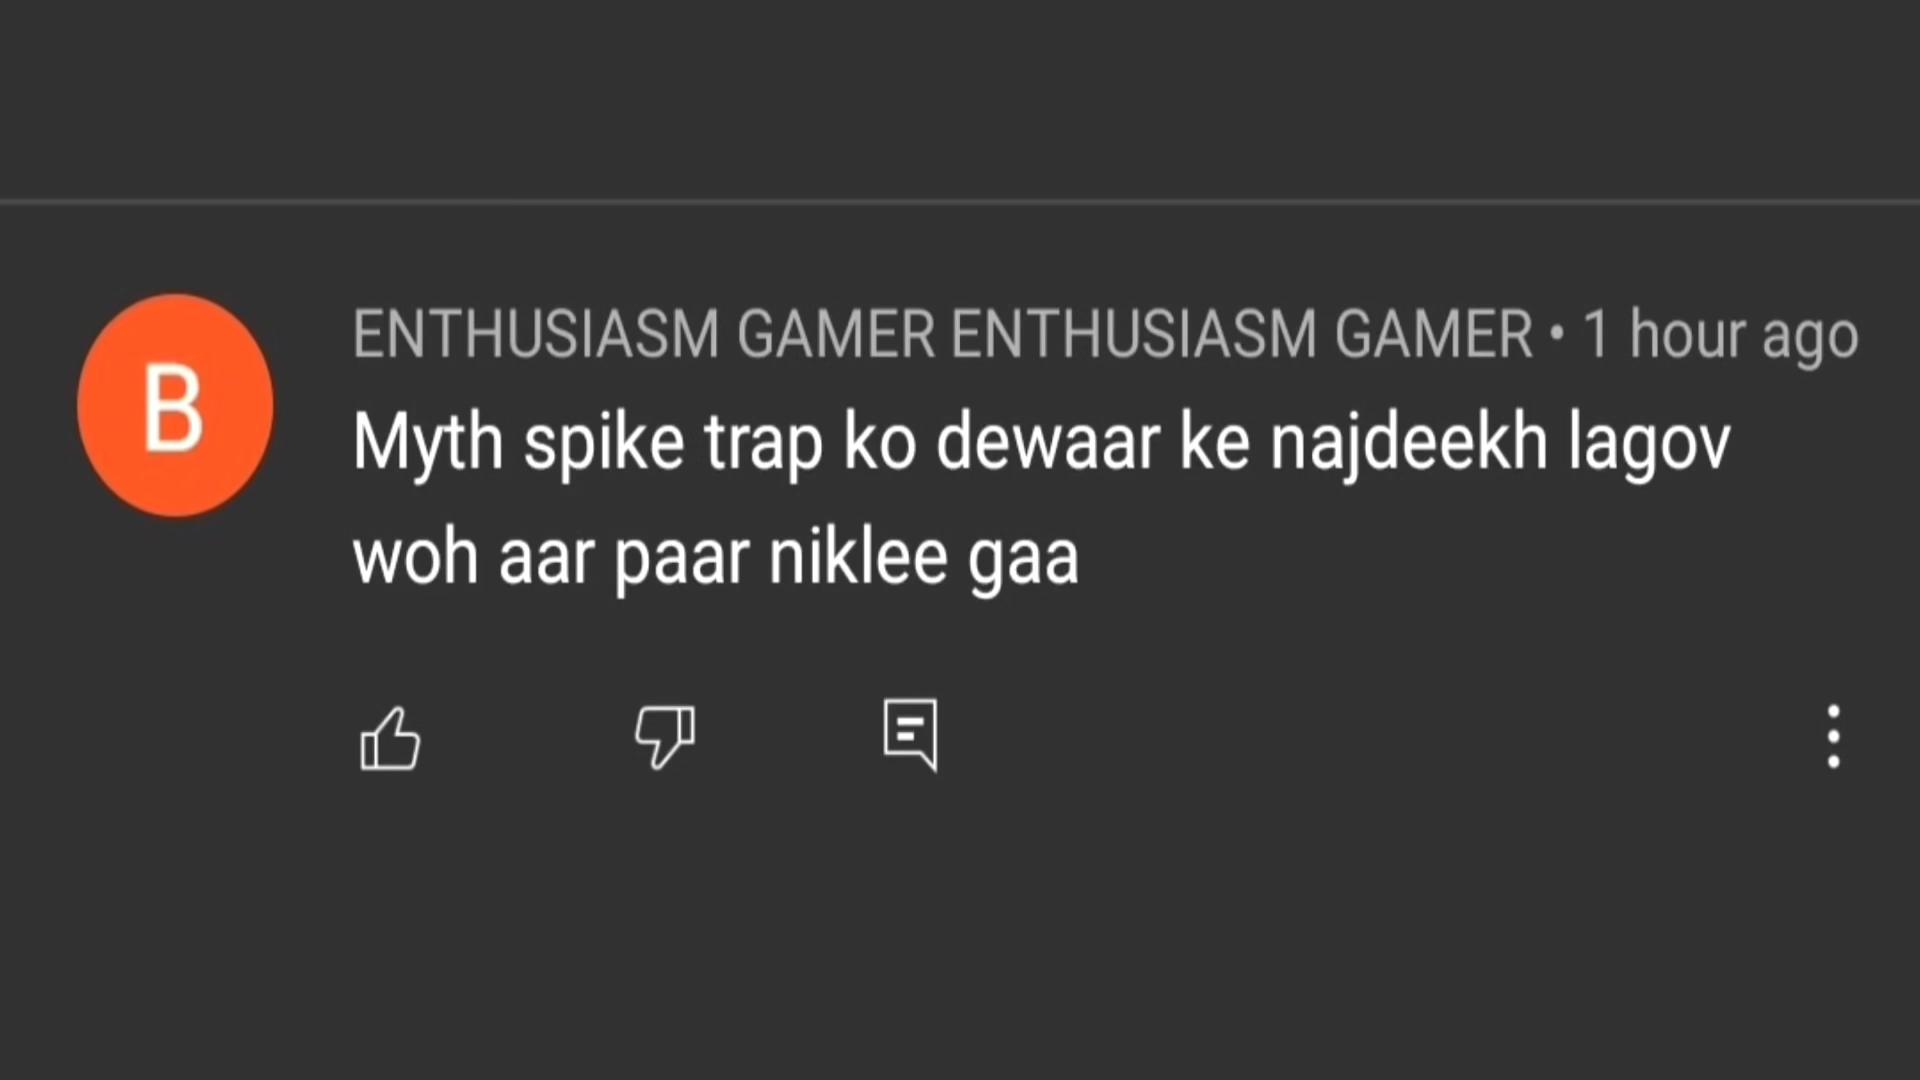 B
ENTHUSIASM GAMER ENTHUSIASM GAMER • 1 hour ago
Myth spike trap ko dewaar ke najdeekh lagov
woh aar paar niklee gaa